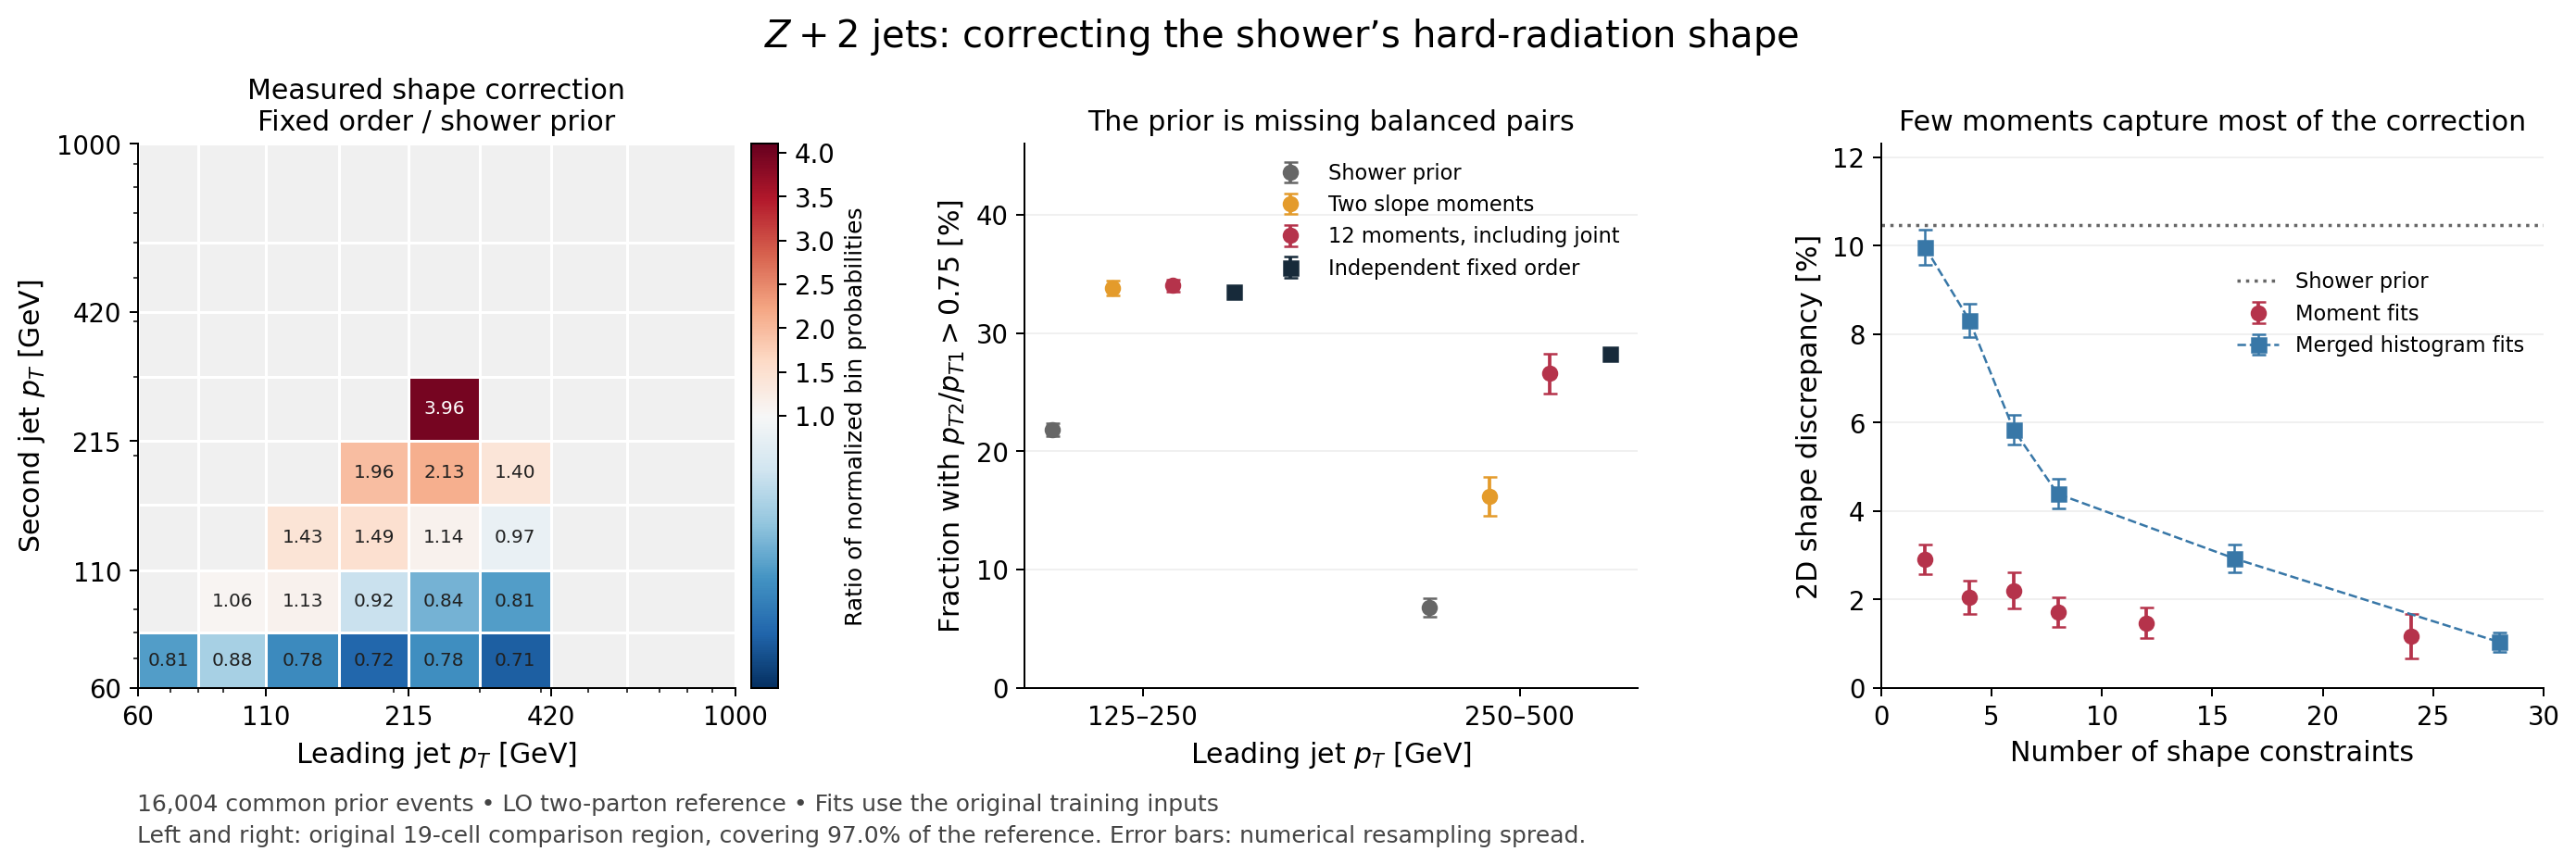 Z + 2 jets: correcting the shower’s hard-radiation shape
Measured shape correction
Fixed order / shower prior
1000
420
215
110
60
Second jet pT [GeV]
3.96
1.96 2.13 1.40
1.43 1.49 1.14 0.97
1.06 1.13 0.92 0.84 0.81
0.81 0.88 0.78 0.72 0.78 0.71
60 110 215 420 1000
Leading jet pT [GeV]
4.0
3.5
3.0
2.5
2.0
1.5
1.0
Ratio of normalized bin probabilities
The prior is missing balanced pairs
Shower prior
Two slope moments
12 moments, including joint
Independent fixed order
40
30
20
10
0
Fraction with pT2/pT1 > 0.75 [%]
125–250 250–500
Leading jet pT [GeV]
Few moments capture most of the correction
12
10
8
6
4
2
0
2D shape discrepancy [%]
Shower prior
Moment fits
Merged histogram fits
0 5 10 15 20 25 30
Number of shape constraints
16,004 common prior events • LO two-parton reference • Fits use the original training inputs
Left and right: original 19-cell comparison region, covering 97.0% of the reference. Error bars: numerical resampling spread.